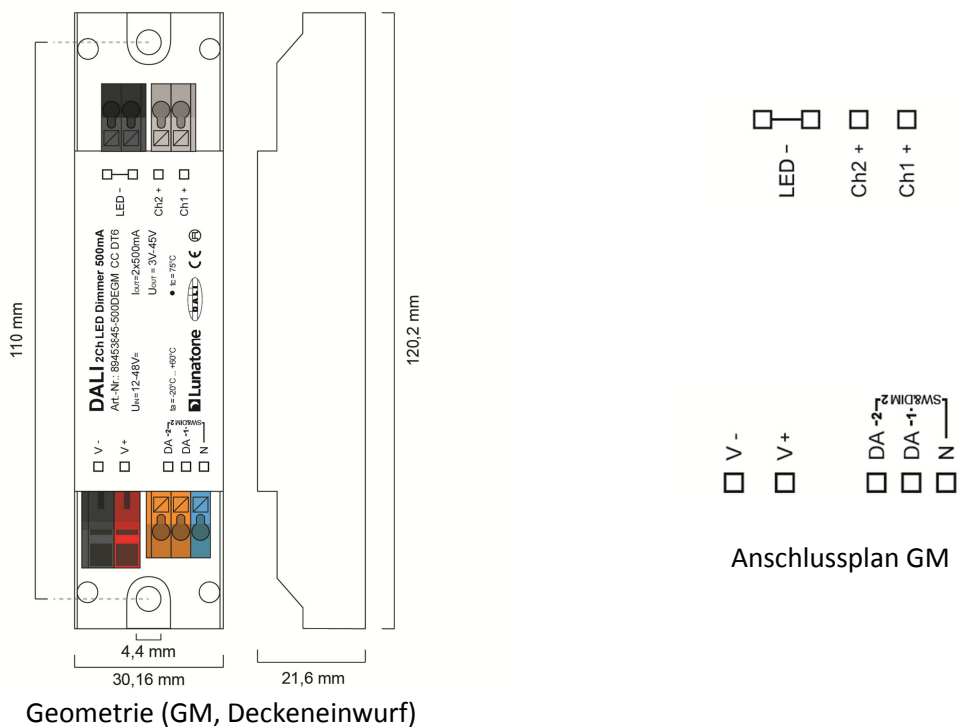 LED -
Ch2 +
Ch1 +
DALI 2Ch LED Dimmer 500mA
Art.-Nr.: 89453845-500DEGM CC DT6
UIN=12-48V=
IOUT=2x500mA
UOUT = 3V-45V
ta = -20°C ... +60°C
• tc = 75°C
Lunatone
DALI
CE
V -
V +
DA -2-
DA -1-
N
SW&DIM 2
110 mm
120,2 mm
4,4 mm
30,16 mm
21,6 mm
Geometrie (GM, Deckeneinwurf)
LED -
Ch2 +
Ch1 +
V -
V +
DA -2-
DA -1-
N
SW&DIM 2
Anschlussplan GM